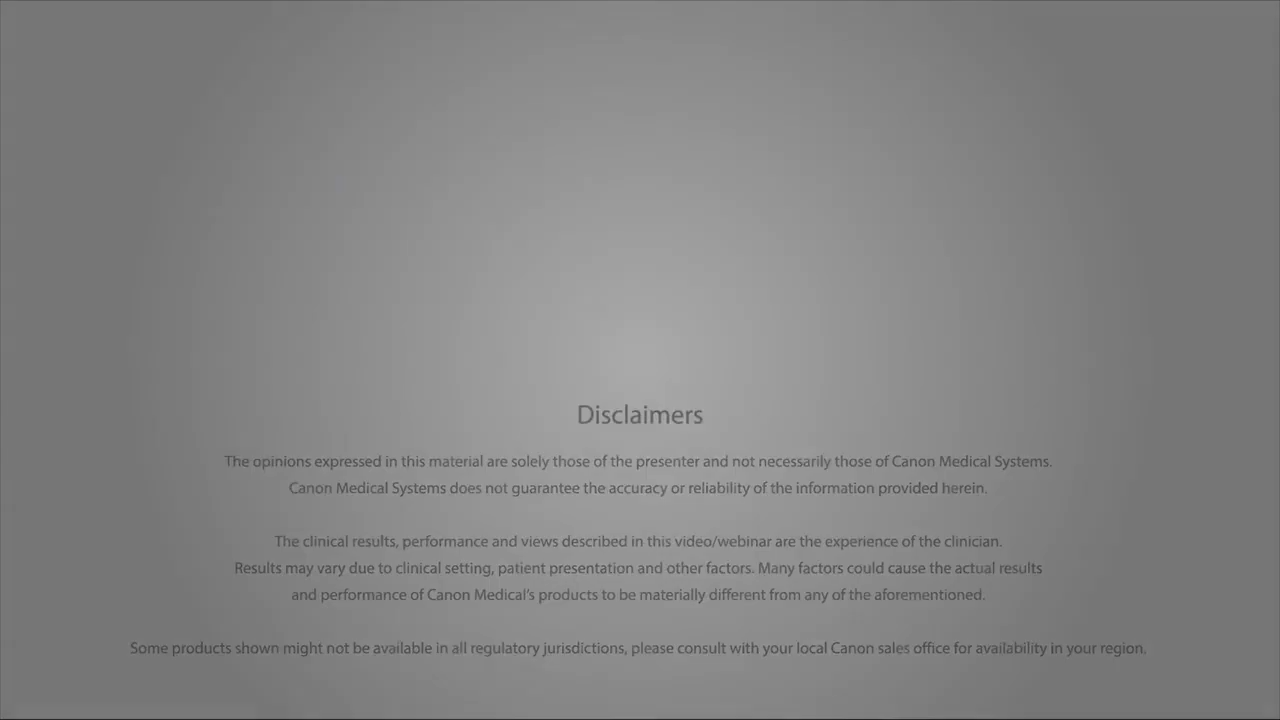 Disclaimers
The opinions expressed in this material are solely those of the presenter and not necessarily those of Canon Medical Systems.
Canon Medical Systems does not guarantee the accuracy or reliability of the information provided herein.
The clinical results, performance and views described in this video/webinar are the experience of the clinician.
Results may vary due to clinical setting, patient presentation and other factors. Many factors could cause the actual results
and performance of Canon Medical's products to be materially different from any of the aforementioned.
Some products shown might not be available in all regulatory jurisdictions, please consult with your local Canon sales office for availability in your region.